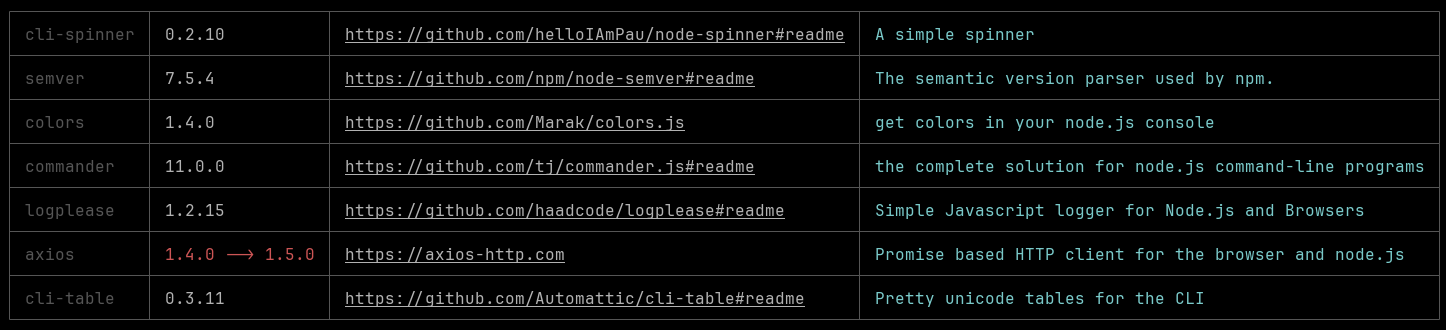 cli-spinner 0.2.10 https://github.com/helloIAmPau/node-spinner#readme A simple spinner
semver 7.5.4 https://github.com/npm/node-semver#readme The semantic version parser used by npm.
colors 1.4.0 https://github.com/Marak/colors.js get colors in your node.js console
commander 11.0.0 https://github.com/tj/commander.js#readme the complete solution for node.js command-line programs
logplease 1.2.15 https://github.com/haadcode/logplease#readme Simple Javascript logger for Node.js and Browsers
axios 1.4.0 ⟶ 1.5.0 https://axios-http.com Promise based HTTP client for the browser and node.js
cli-table 0.3.11 https://github.com/Automattic/cli-table#readme Pretty unicode tables for the CLI